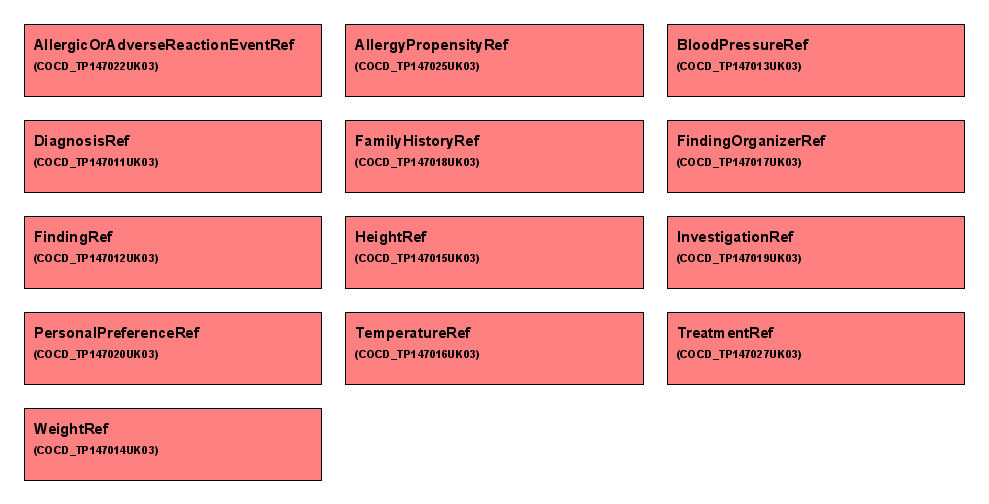 AllergicOrAdverseReactionEventRef
(COCD_TP147022UK03)
AllergyPropensityRef
(COCD_TP147025UK03)
BloodPressureRef
(COCD_TP147013UK03)
DiagnosisRef
(COCD_TP147011UK03)
FamilyHistoryRef
(COCD_TP147018UK03)
FindingOrganizerRef
(COCD_TP147017UK03)
FindingRef
(COCD_TP147012UK03)
HeightRef
(COCD_TP147015UK03)
InvestigationRef
(COCD_TP147019UK03)
PersonalPreferenceRef
(COCD_TP147020UK03)
TemperatureRef
(COCD_TP147016UK03)
TreatmentRef
(COCD_TP147027UK03)
WeightRef
(COCD_TP147014UK03)